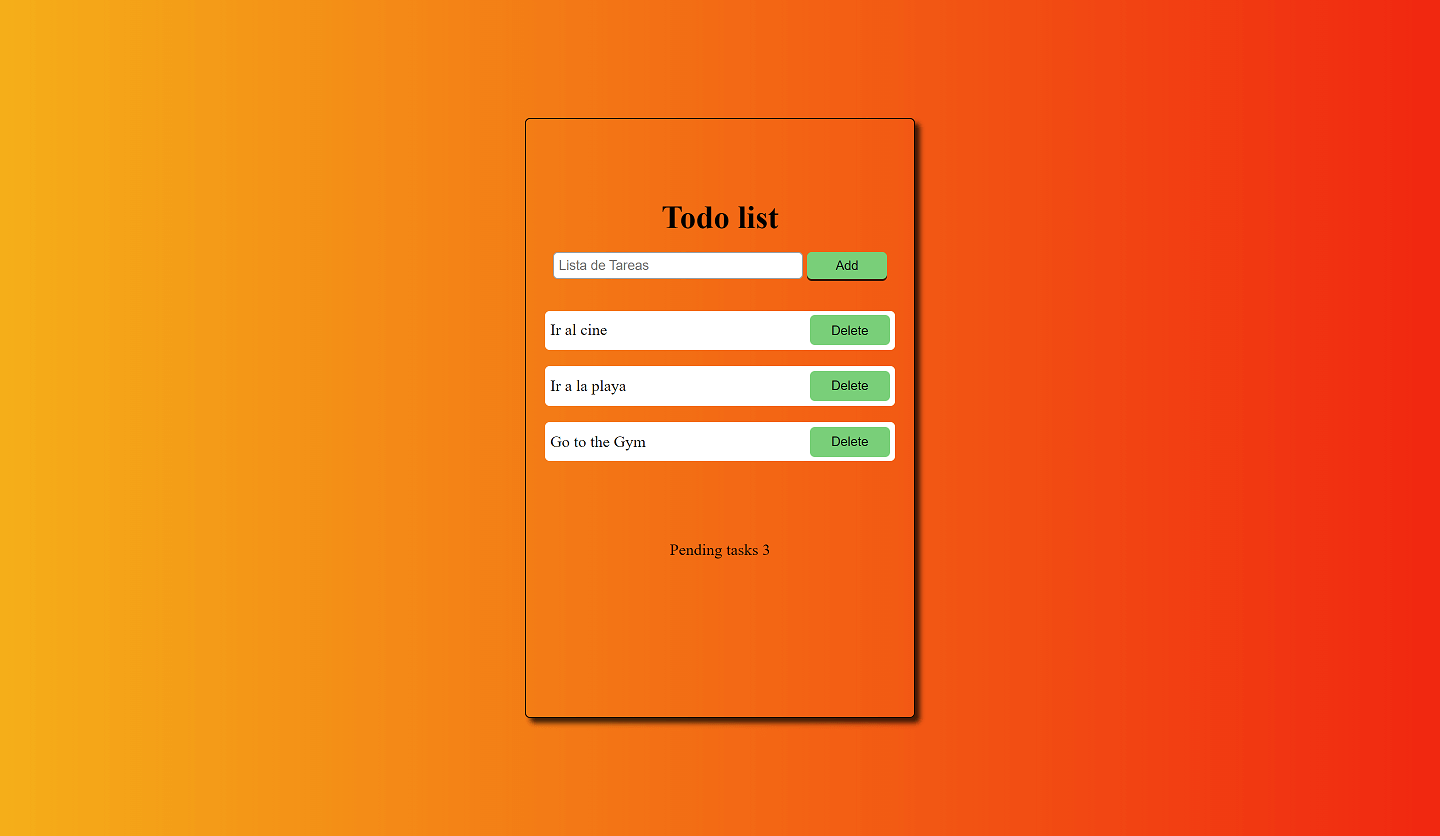 Todo list
Lista de Tareas Add
Ir al cine Delete
Ir a la playa Delete
Go to the Gym Delete
Pending tasks 3